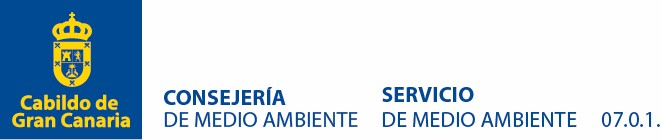 Cabildo de
Gran Canaria
CONSEJERÍA
DE MEDIO AMBIENTE
SERVICIO
DE MEDIO AMBIENTE 07.0.1.